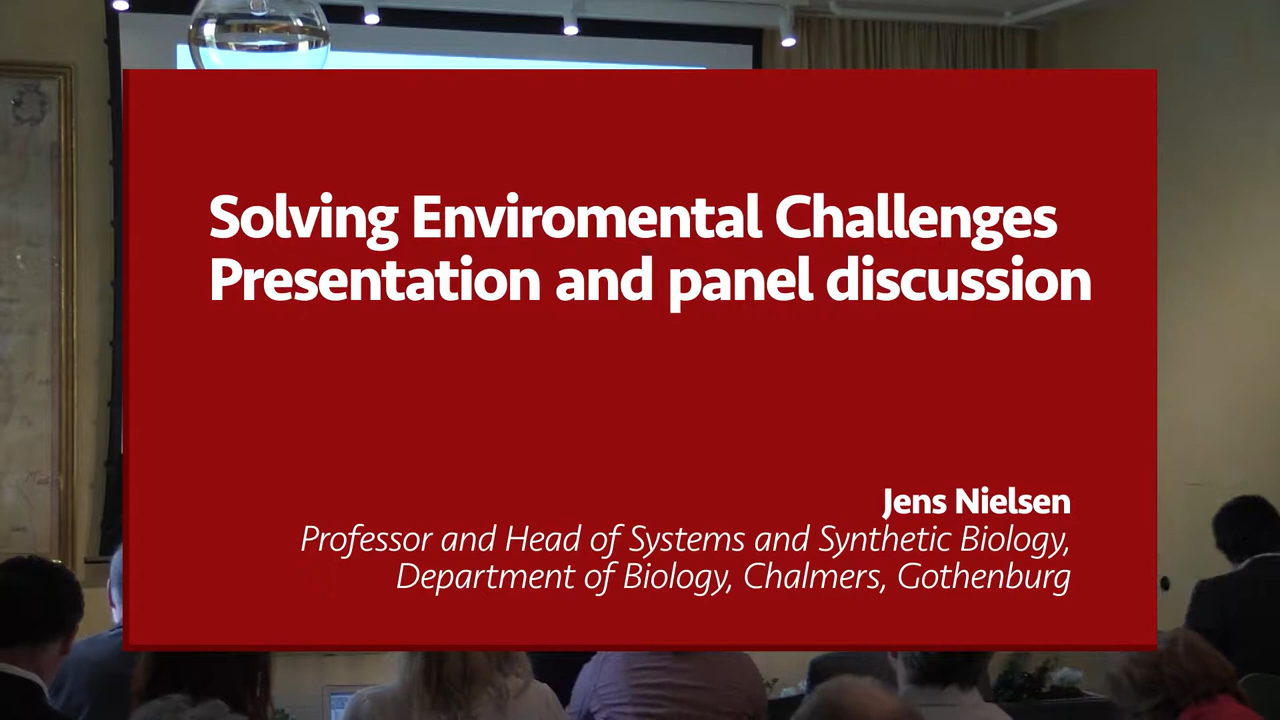 Solving Enviromental Challenges
Presentation and panel discussion
Jens Nielsen
Professor and Head of Systems and Synthetic Biology,
Department of Biology, Chalmers, Gothenburg